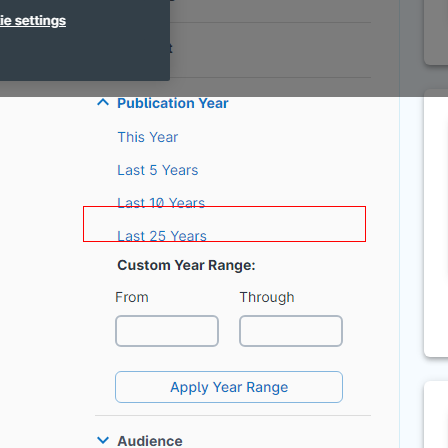 ie settings
t
Publication Year
This Year
Last 5 Years
Last 10 Years
Last 25 Years
Custom Year Range:
From Through
Apply Year Range
Audience